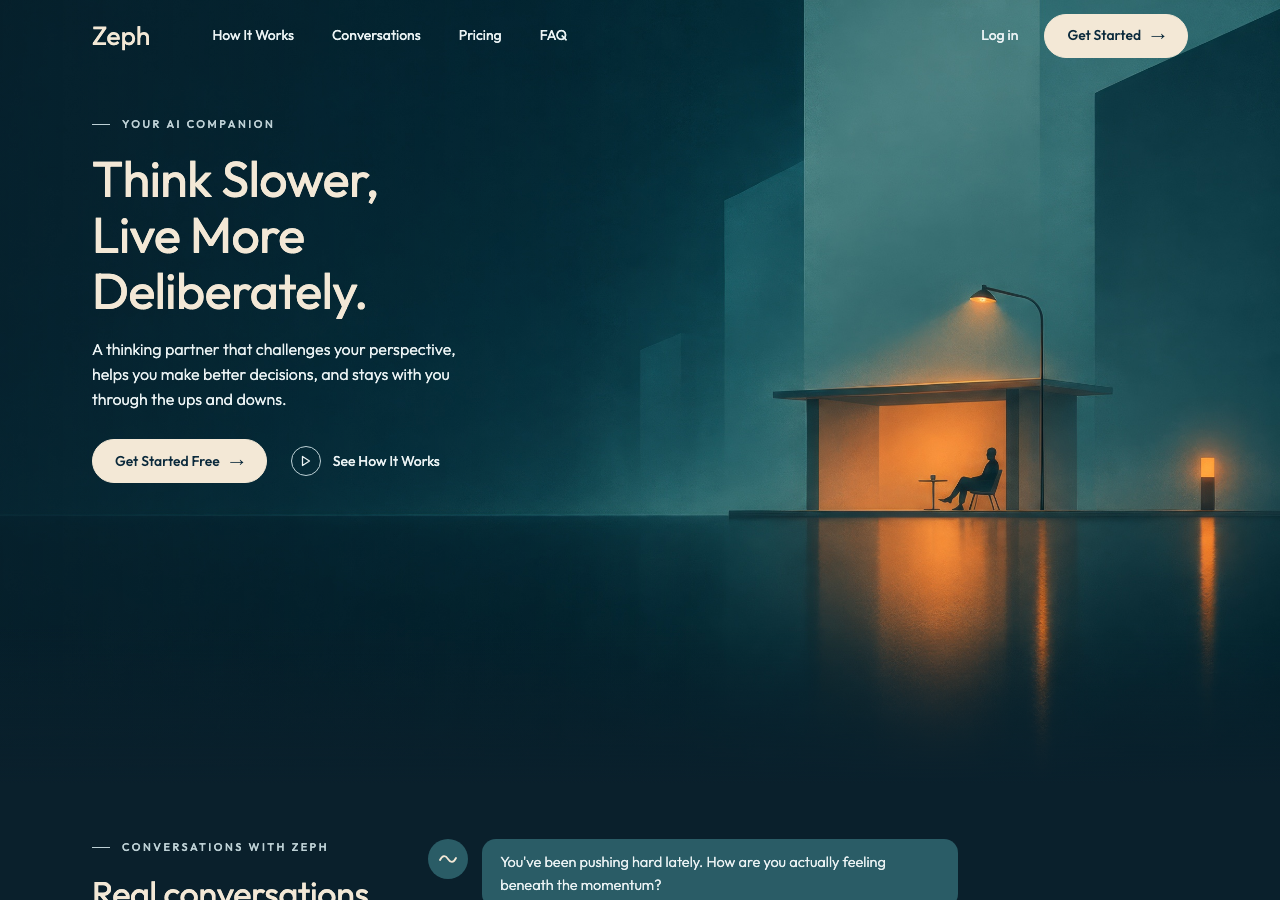 Zeph
How It Works
Conversations
Pricing
FAQ
Log in
Get Started →
YOUR AI COMPANION
Think Slower,
Live More
Deliberately.
A thinking partner that challenges your perspective,
helps you make better decisions, and stays with you
through the ups and downs.
Get Started Free →
See How It Works
CONVERSATIONS WITH ZEPH
Real conversations
You've been pushing hard lately. How are you actually feeling
beneath the momentum?